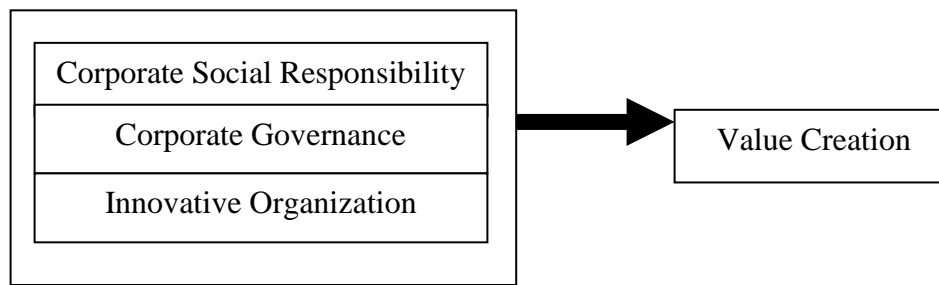 Corporate Social Responsibility
Corporate Governance
Innovative Organization
Value Creation